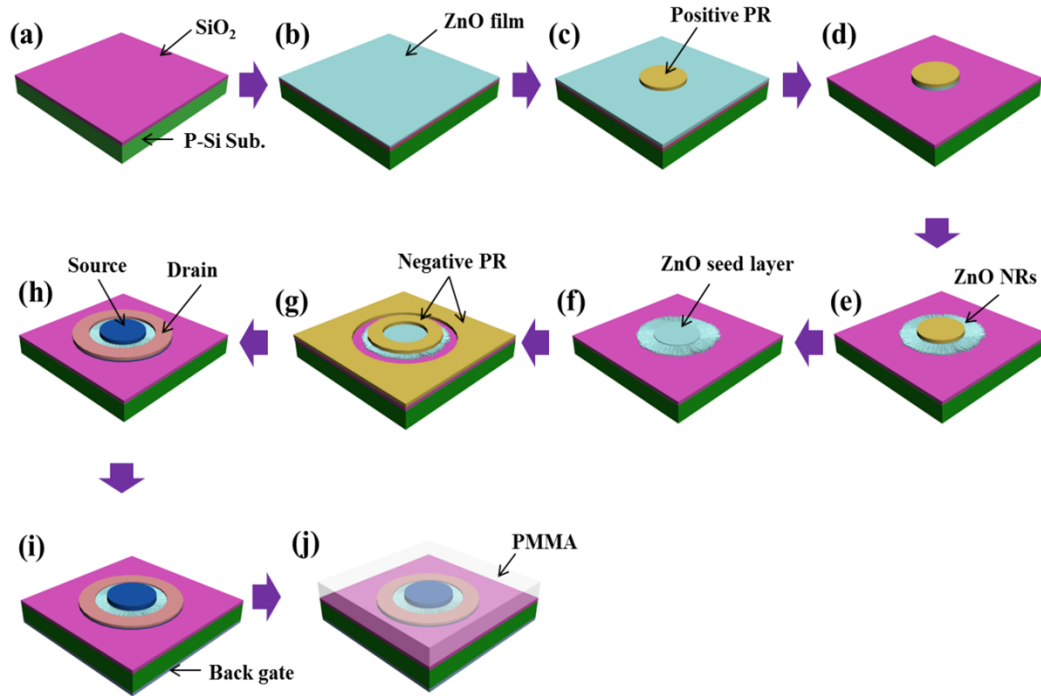 (a)
SiO₂
P-Si Sub.
(b)
ZnO film
(c)
Positive PR
(d)
(h)
Source
Drain
(g)
Negative PR
(f)
ZnO seed layer
(e)
ZnO NRs
(i)
Back gate
(j)
PMMA